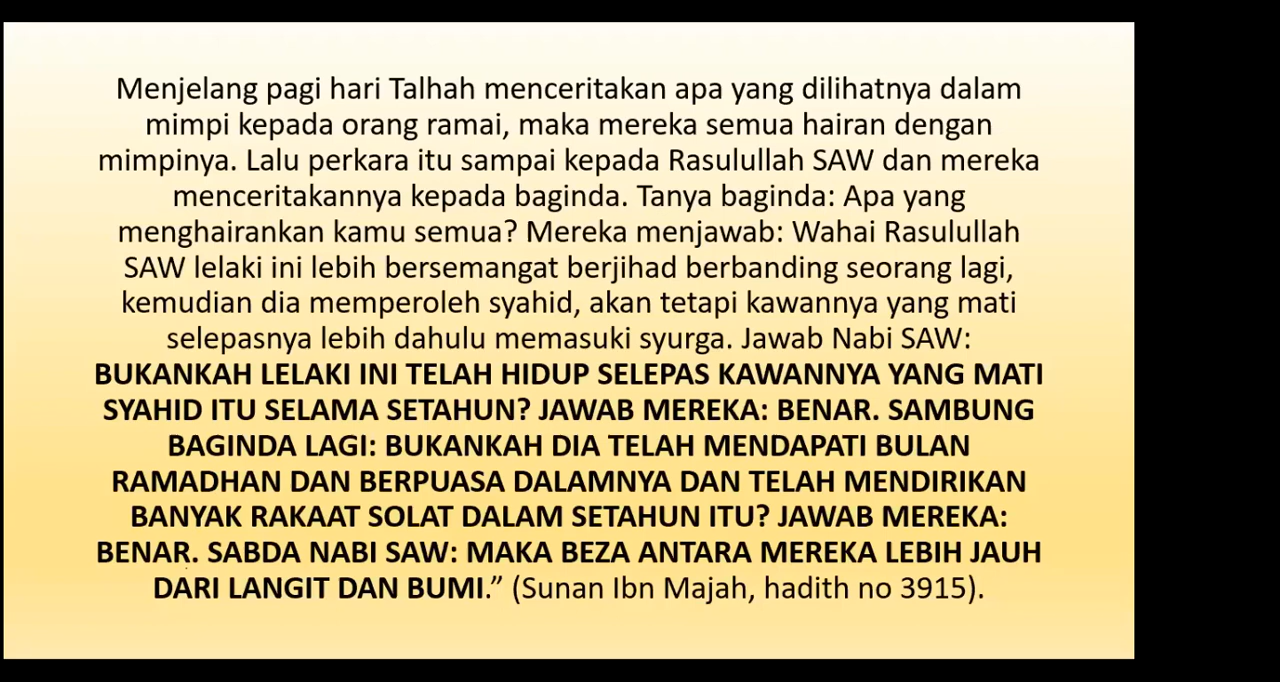 Menjelang pagi hari Talhah menceritakan apa yang dilihatnya dalam
mimpi kepada orang ramai, maka mereka semua hairan dengan
mimpinya. Lalu perkara itu sampai kepada Rasulullah SAW dan mereka
menceritakannya kepada baginda. Tanya baginda: Apa yang
menghairankan kamu semua? Mereka menjawab: Wahai Rasulullah
SAW lelaki ini lebih bersemangat berjihad berbanding seorang lagi,
kemudian dia memperoleh syahid, akan tetapi kawannya yang mati
selepasnya lebih dahulu memasuki syurga. Jawab Nabi SAW:
BUKANKAH LELAKI INI TELAH HIDUP SELEPAS KAWANNYA YANG MATI
SYAHID ITU SELAMA SETAHUN? JAWAB MEREKA: BENAR. SAMBUNG
BAGINDA LAGI: BUKANKAH DIA TELAH MENDAPATI BULAN
RAMADHAN DAN BERPUASA DALAMNYA DAN TELAH MENDIRIKAN
BANYAK RAKAAT SOLAT DALAM SETAHUN ITU? JAWAB MEREKA:
BENAR. SABDA NABI SAW: MAKA BEZA ANTARA MEREKA LEBIH JAUH
DARI LANGIT DAN BUMI.” (Sunan Ibn Majah, hadith no 3915).